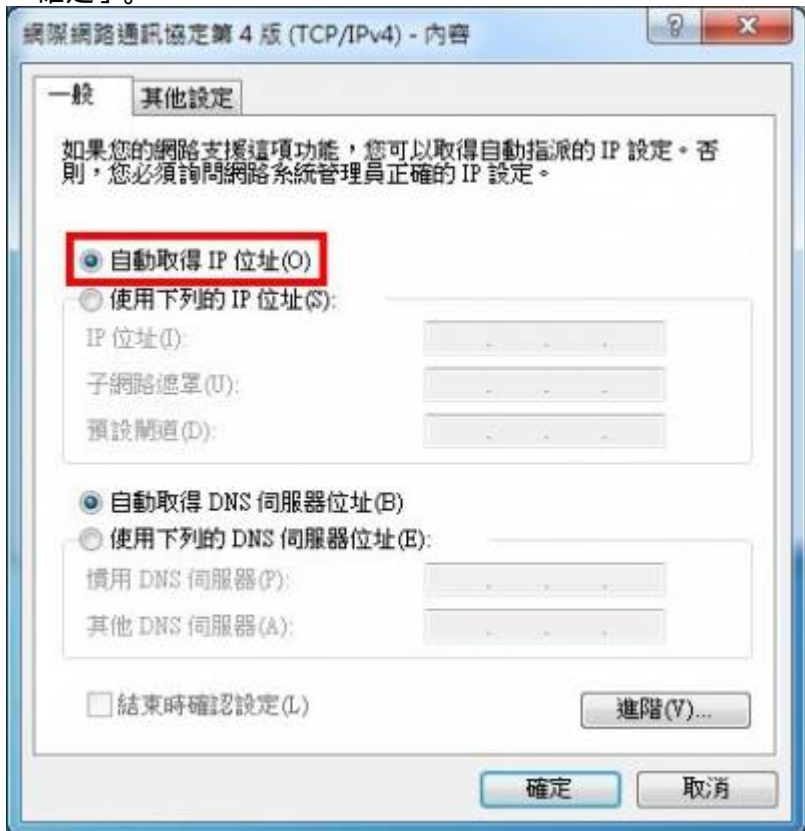 確定」。
網際網路通訊協定第 4 版 (TCP/IPv4) - 內容
一般 其他設定
如果您的網路支援這項功能，您可以取得自動指派的 IP 設定。否
則，您必須詢問網路系統管理員正確的 IP 設定。
自動取得 IP 位址(O)
使用下列的 IP 位址(S):
IP 位址(I):
子網路遮罩(U):
預設閘道(D):
自動取得 DNS 伺服器位址(B)
使用下列的 DNS 伺服器位址(E):
慣用 DNS 伺服器(P):
其他 DNS 伺服器(A):
結束時確認設定(L)
進階(V)...
確定 取消